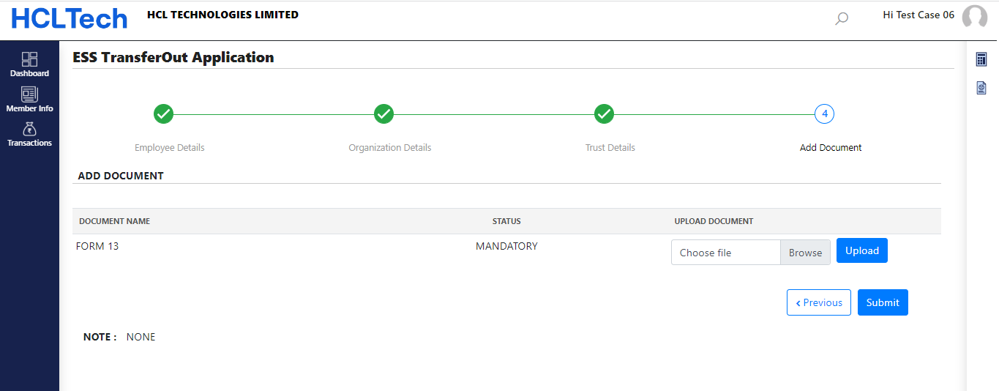 HCLTech
HCL TECHNOLOGIES LIMITED
Hi Test Case 06
Dashboard
Member Info
Transactions
ESS TransferOut Application
4
Employee Details
Organization Details
Trust Details
Add Document
ADD DOCUMENT
DOCUMENT NAME STATUS UPLOAD DOCUMENT
FORM 13 MANDATORY Choose file Browse Upload
‹ Previous Submit
NOTE : NONE